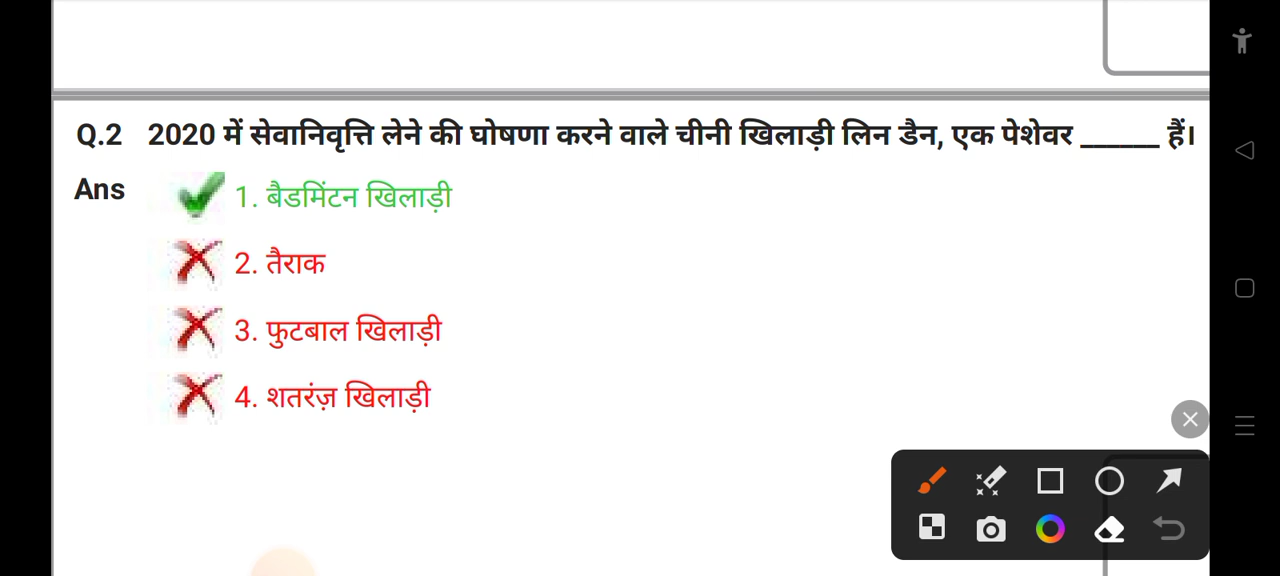 Q.2 2020 में सेवानिवृत्ति लेने की घोषणा करने वाले चीनी खिलाड़ी लिन डैन, एक पेशेवर ______ हैं।
Ans 1. बैडमिंटन खिलाड़ी
2. तैराक
3. फुटबाल खिलाड़ी
4. शतरंज़ खिलाड़ी